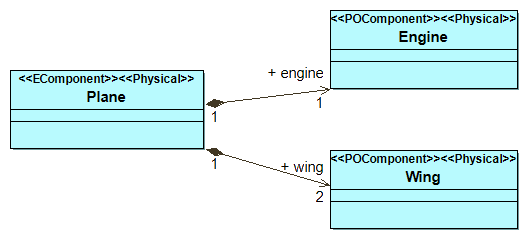 <<POComponent>><<Physical>>
Engine
+ engine
1
<<EComponent>><<Physical>>
Plane
1
1
+ wing
2
<<POComponent>><<Physical>>
Wing